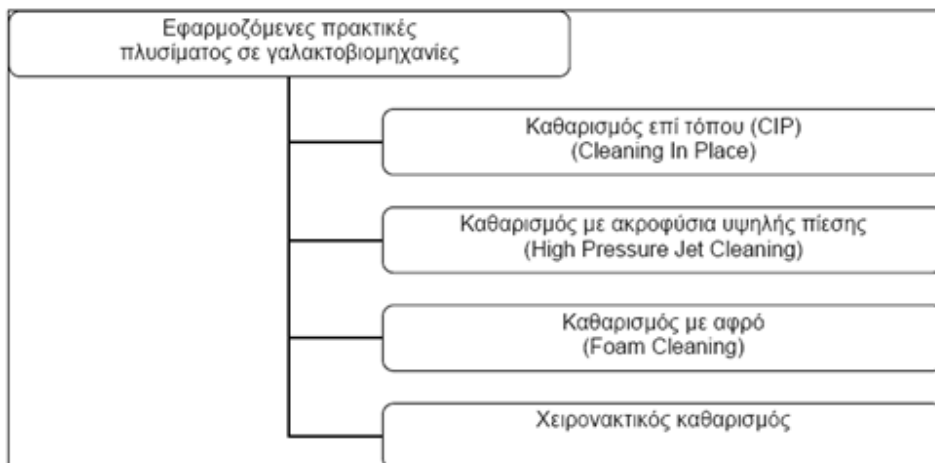 Εφαρμοζόμενες πρακτικές
πλυσίματος σε γαλακτοβιομηχανίες
Καθαρισμός επί τόπου (CIP)
(Cleaning In Place)
Καθαρισμός με ακροφύσια υψηλής πίεσης
(High Pressure Jet Cleaning)
Καθαρισμός με αφρό
(Foam Cleaning)
Χειρονακτικός καθαρισμός